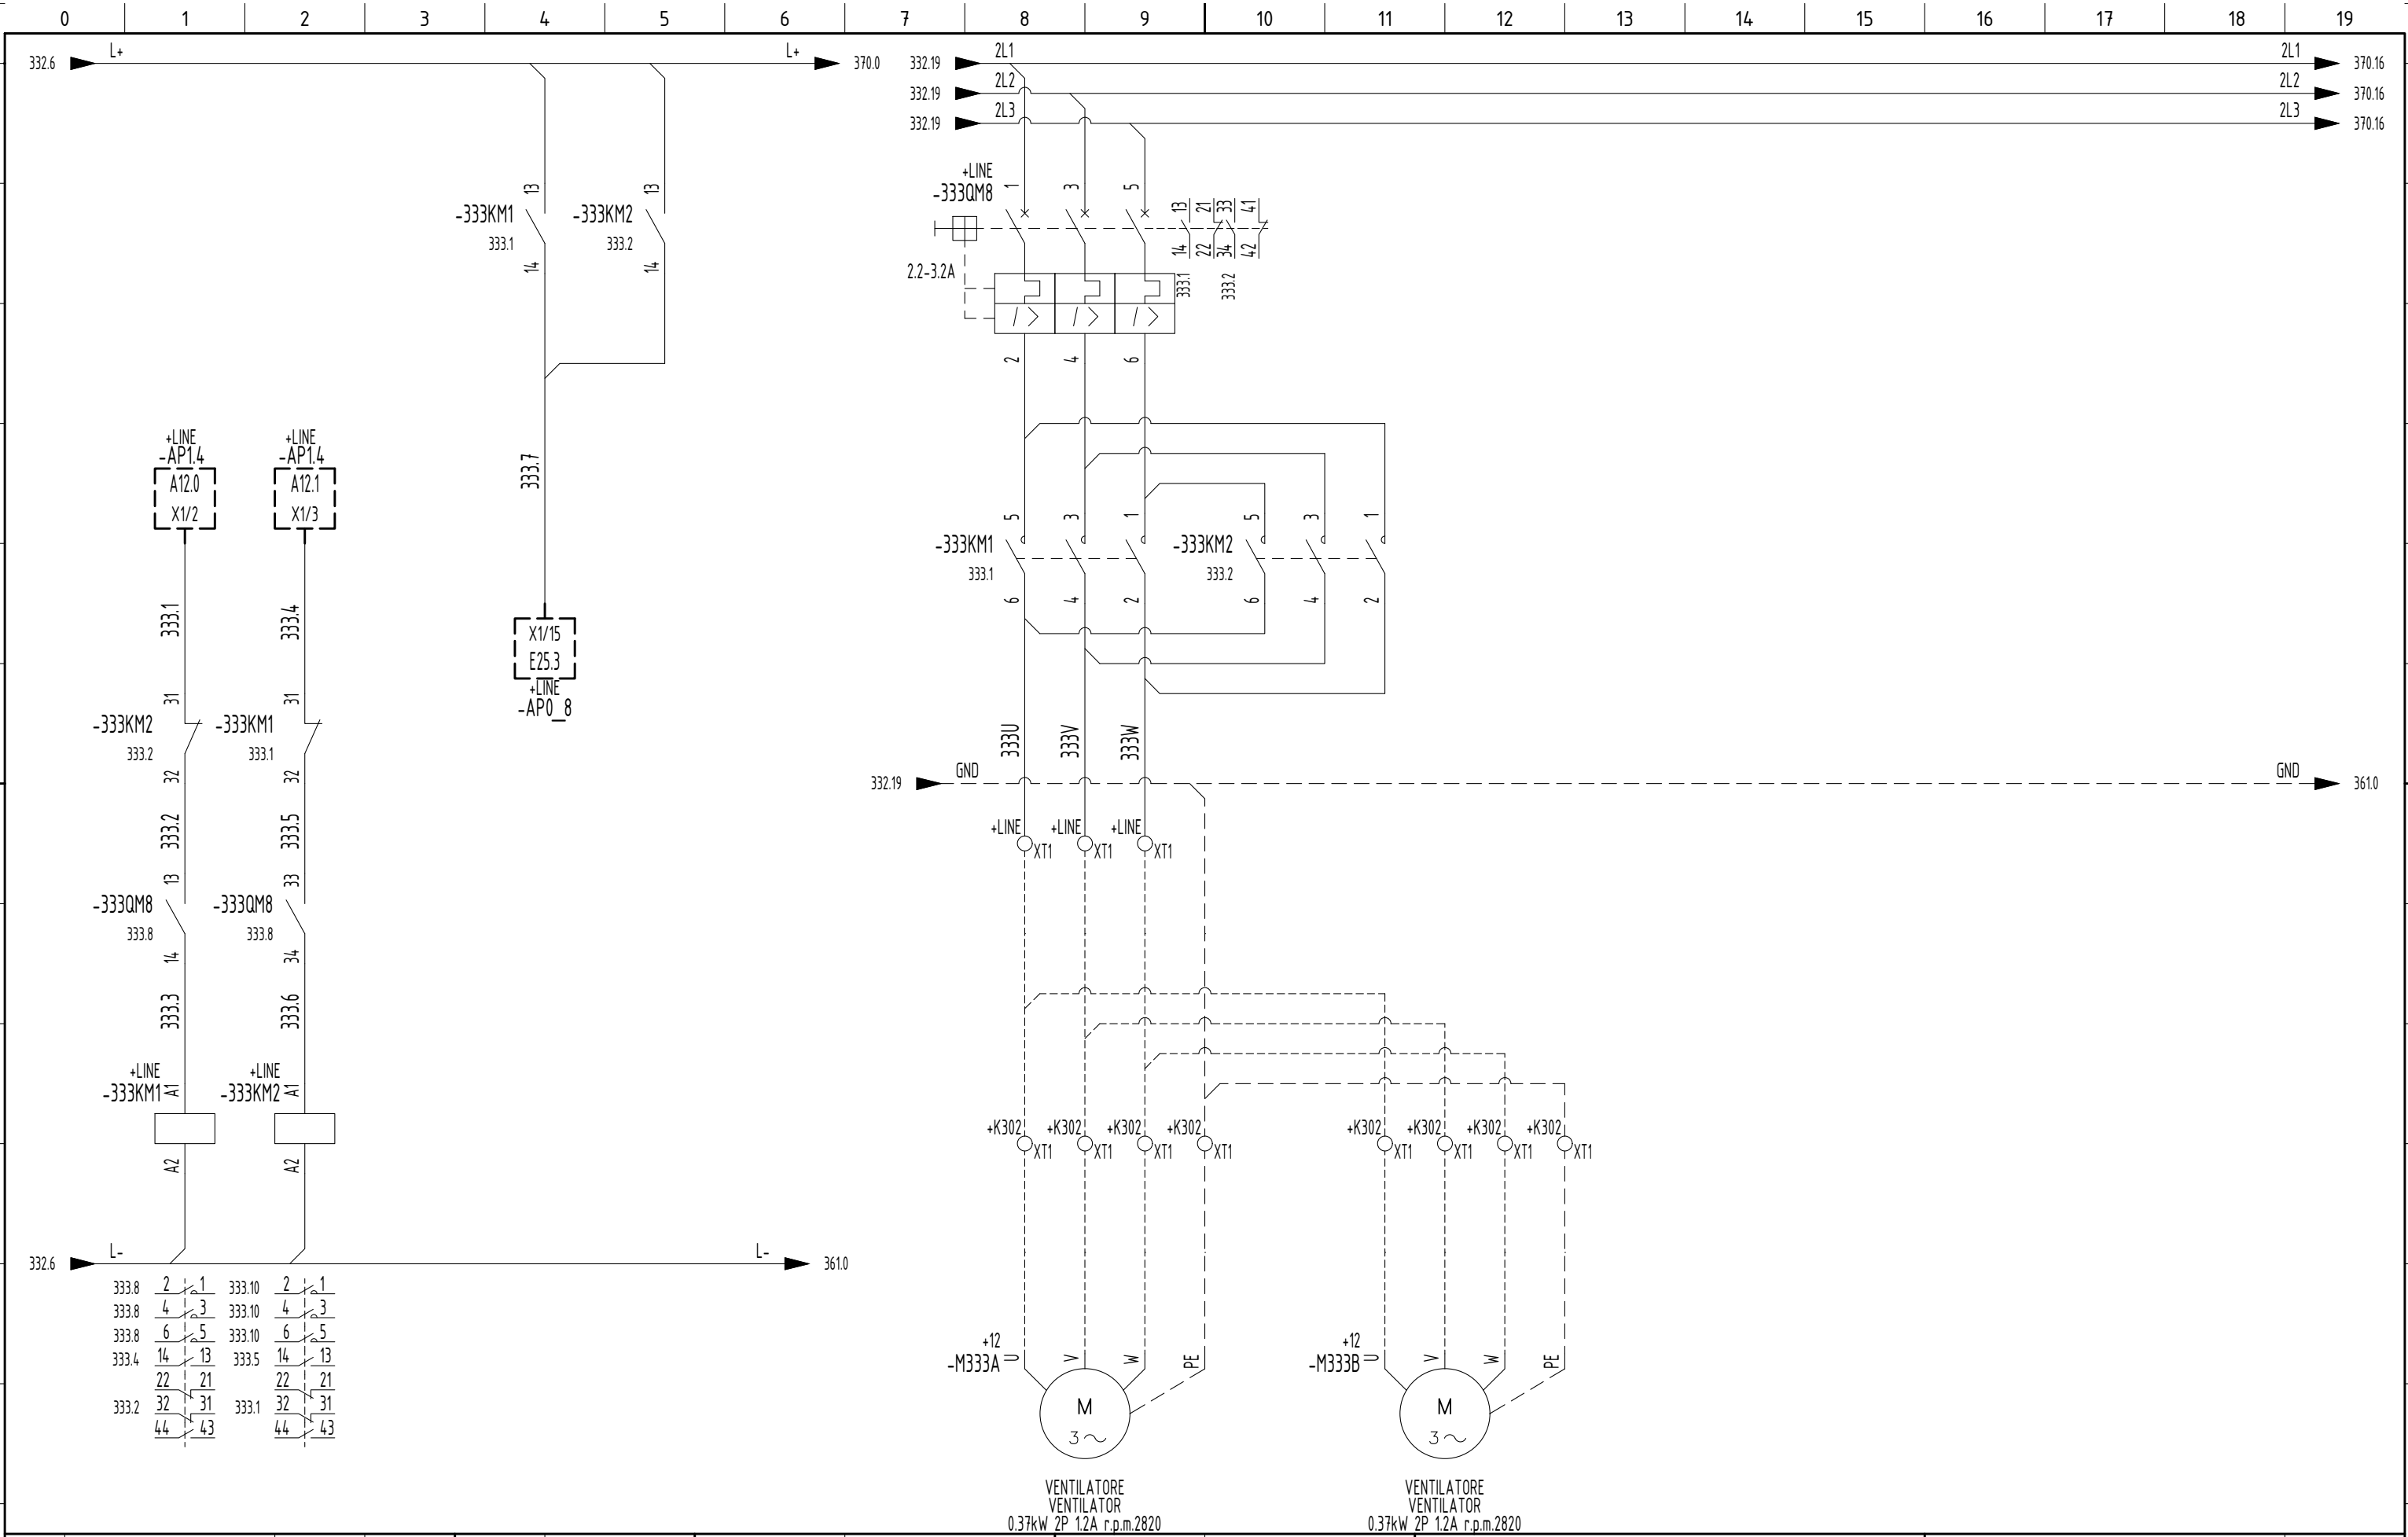 0 1 2 3 4 5 6 7 8 9 10 11 12 13 14 15 16 17 18 19
332.6 L+ L+ 370.0
332.19 2L1 2L1 370.16
332.19 2L2 2L2 370.16
332.19 2L3 2L3 370.16
13 13
-333KM1 -333KM2
333.1 333.2
14 14
+LINE
-333QM8
1 3 5
13 21 33 41
14 22 34 42
2.2-3.2A
333.1 333.2
I> I> I>
2 4 6
+LINE +LINE
-AP1.4 -AP1.4
A12.0 A12.1
X1/2 X1/3
333.7
5 3 1 5 3 1
-333KM1 -333KM2
333.1 333.2
6 4 2 6 4 2
333.1 333.4
X1/15
E25.3
+LINE
-AP0_8
31 31
-333KM2 -333KM1
333.2 333.1
32 32
333U 333V 333W
332.19 GND GND 361.0
333.2 333.5
+LINE +LINE +LINE
XT1 XT1 XT1
13 33
-333QM8 -333QM8
333.8 333.8
14 34
333.3 333.6
+LINE +LINE
-333KM1 A1 -333KM2 A1
A2 A2
+K302 +K302 +K302 +K302 +K302 +K302 +K302 +K302
XT1 XT1 XT1 XT1 XT1 XT1 XT1 XT1
332.6 L- L- 361.0
333.8 2 1 333.10 2 1
333.8 4 3 333.10 4 3
333.8 6 5 333.10 6 5
333.4 14 13 333.5 14 13
22 21 22 21
333.2 32 31 333.1 32 31
44 43 44 43
+12 +12
-M333A U V W PE -M333B U V W PE
M M
3~ 3~
VENTILATORE VENTILATORE
VENTILATOR VENTILATOR
0.37kW 2P 1.2A r.p.m.2820 0.37kW 2P 1.2A r.p.m.2820